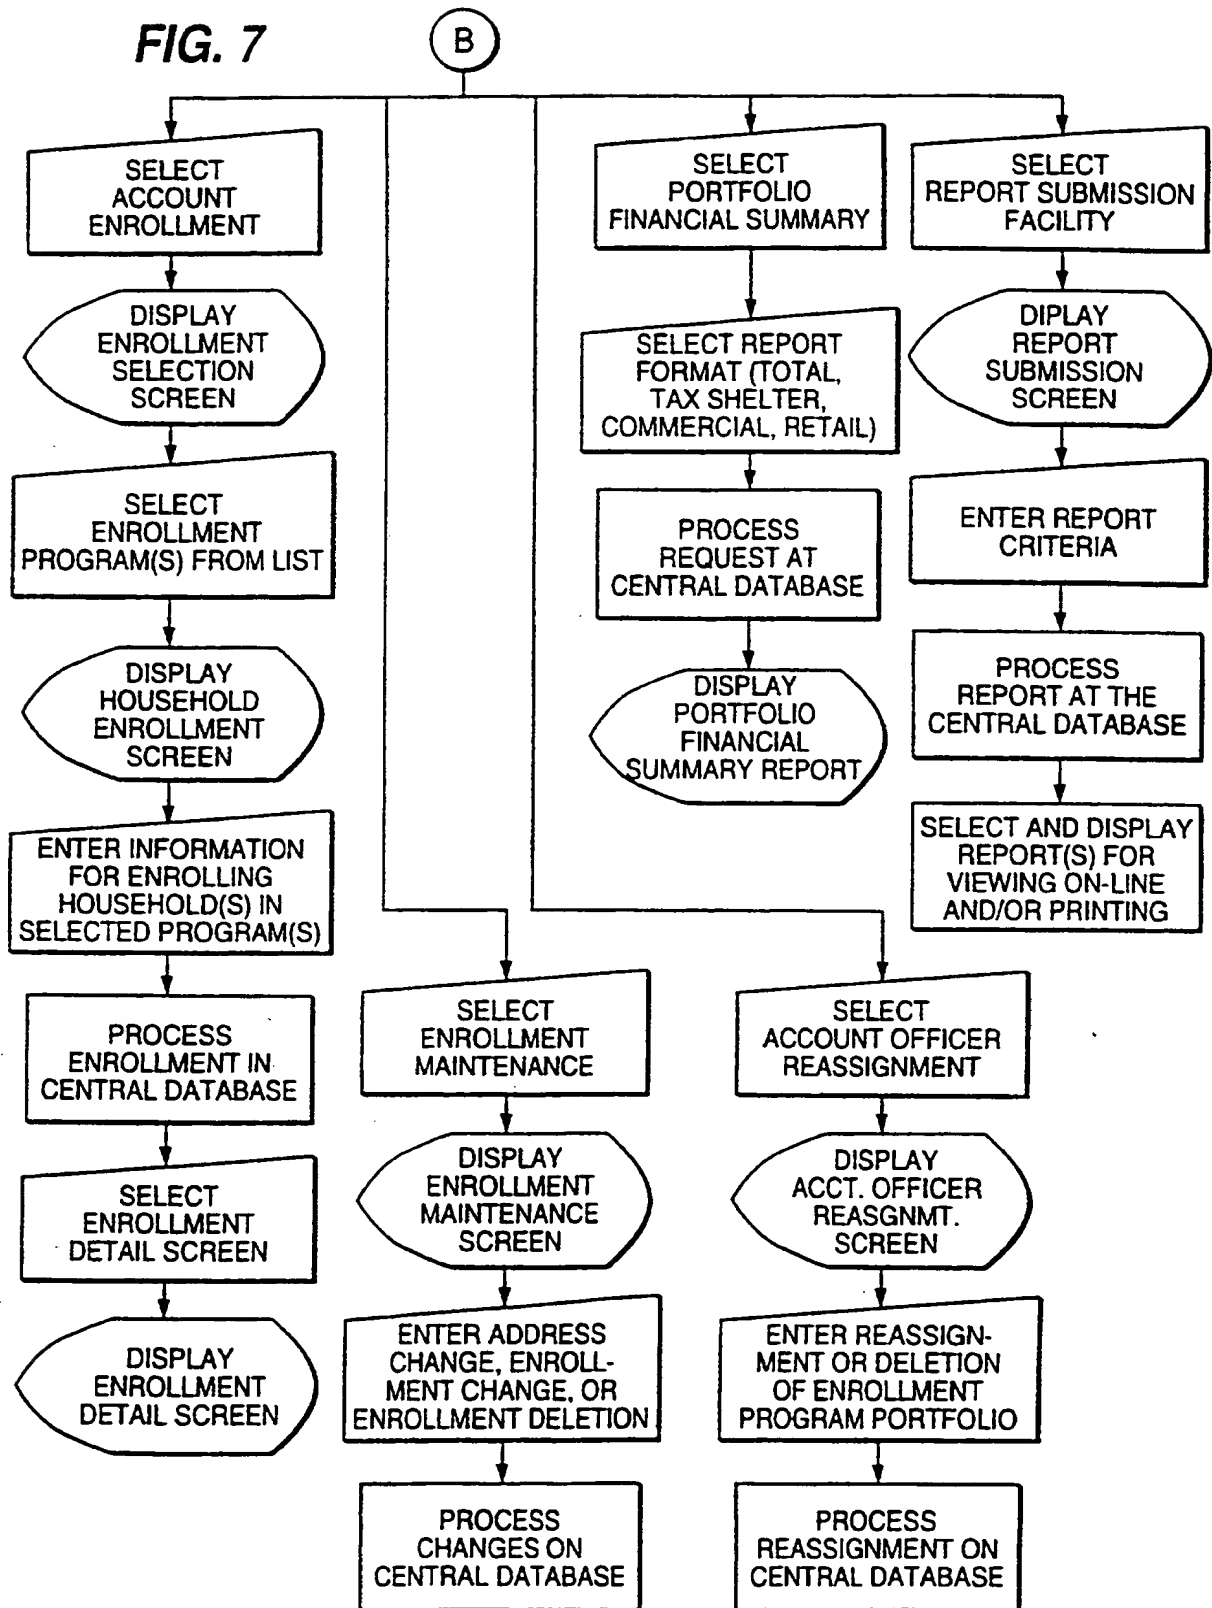 FIG. 7
B
SELECT
ACCOUNT
ENROLLMENT
DISPLAY
ENROLLMENT
SELECTION
SCREEN
SELECT
ENROLLMENT
PROGRAM(S) FROM LIST
DISPLAY
HOUSEHOLD
ENROLLMENT
SCREEN
ENTER INFORMATION
FOR ENROLLING
HOUSEHOLD(S) IN
SELECTED PROGRAM(S)
PROCESS
ENROLLMENT IN
CENTRAL DATABASE
SELECT
ENROLLMENT
DETAIL SCREEN
DISPLAY
ENROLLMENT
DETAIL SCREEN
SELECT
ENROLLMENT
MAINTENANCE
DISPLAY
ENROLLMENT
MAINTENANCE
SCREEN
ENTER ADDRESS
CHANGE, ENROLL-
MENT CHANGE, OR
ENROLLMENT DELETION
PROCESS
CHANGES ON
CENTRAL DATABASE
SELECT
ACCOUNT OFFICER
REASSIGNMENT
DISPLAY
ACCT. OFFICER
REASGNMT.
SCREEN
ENTER REASSIGN-
MENT OR DELETION
OF ENROLLMENT
PROGRAM PORTFOLIO
PROCESS
REASSIGNMENT ON
CENTRAL DATABASE
SELECT
PORTFOLIO
FINANCIAL SUMMARY
SELECT REPORT
FORMAT (TOTAL,
TAX SHELTER,
COMMERCIAL, RETAIL)
PROCESS
REQUEST AT
CENTRAL DATABASE
DISPLAY
PORTFOLIO
FINANCIAL
SUMMARY REPORT
SELECT
REPORT SUBMISSION
FACILITY
DIPLAY
REPORT
SUBMISSION
SCREEN
ENTER REPORT
CRITERIA
PROCESS
REPORT AT THE
CENTRAL DATABASE
SELECT AND DISPLAY
REPORT(S) FOR
VIEWING ON-LINE
AND/OR PRINTING